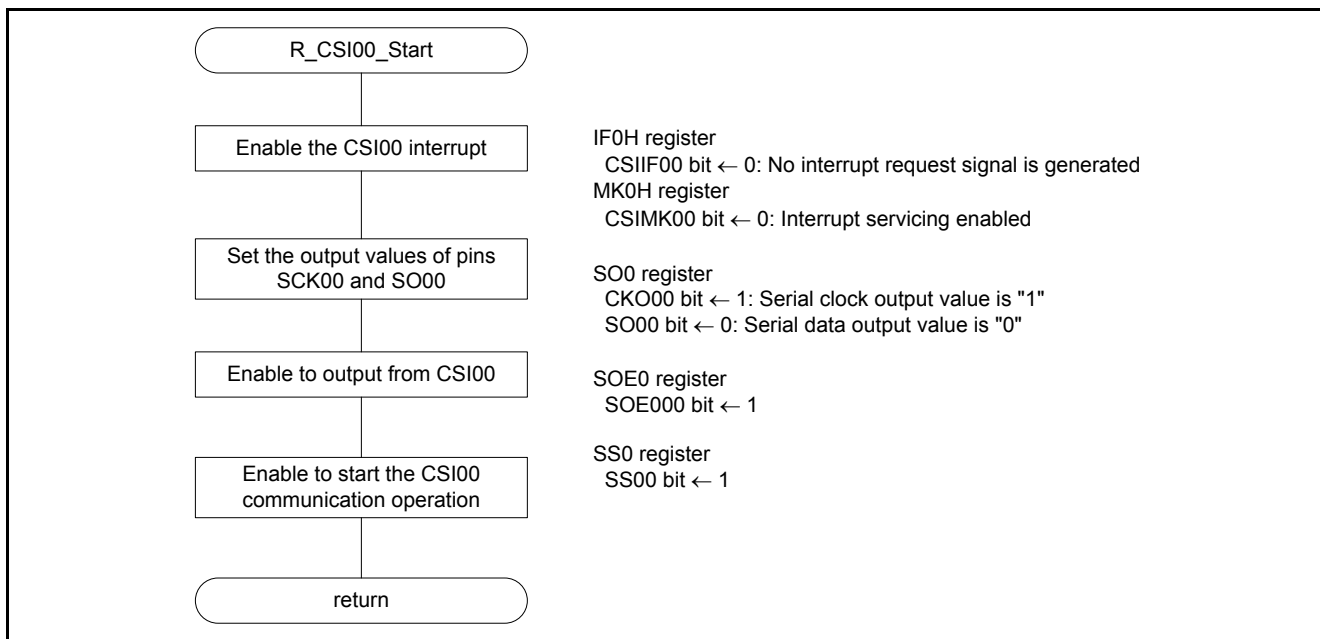 R_CSI00_Start
Enable the CSI00 interrupt
IF0H register
CSIIF00 bit ← 0: No interrupt request signal is generated
MK0H register
CSIMK00 bit ← 0: Interrupt servicing enabled
Set the output values of pins
SCK00 and SO00
SO0 register
CKO00 bit ← 1: Serial clock output value is "1"
SO00 bit ← 0: Serial data output value is "0"
Enable to output from CSI00
SOE0 register
SOE000 bit ← 1
Enable to start the CSI00
communication operation
SS0 register
SS00 bit ← 1
return